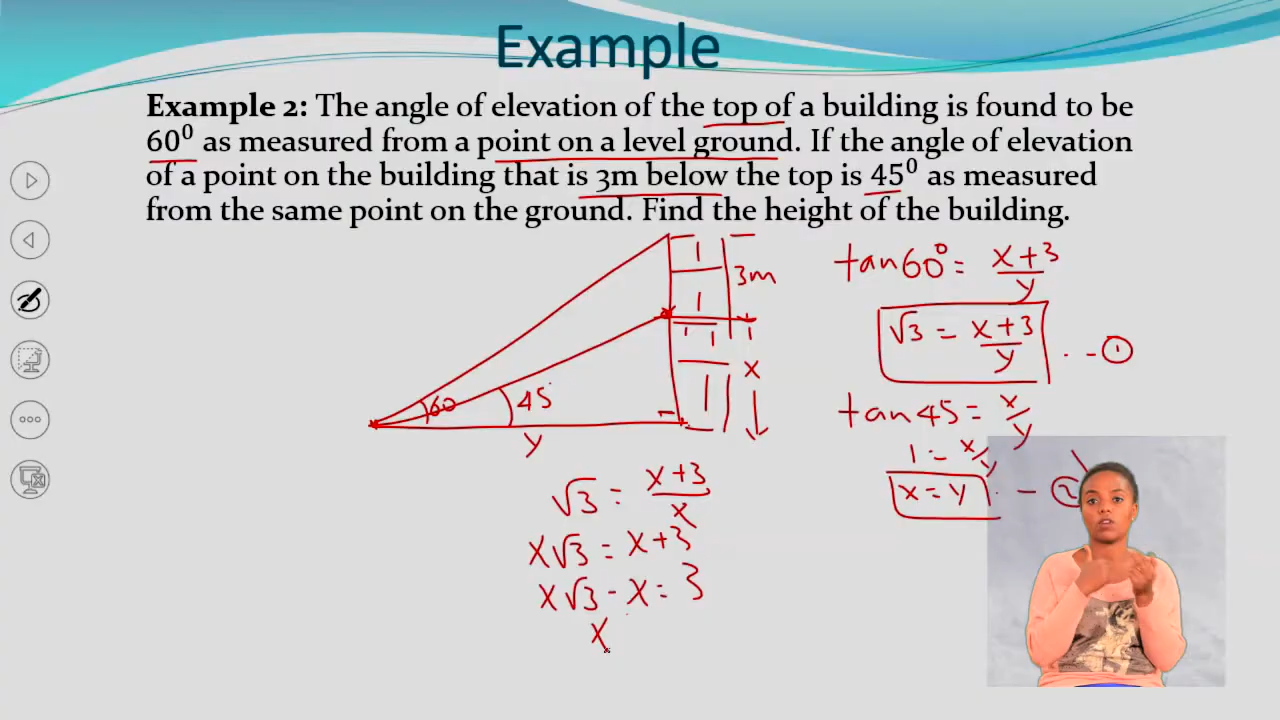 Example
Example 2: The angle of elevation of the top of a building is found to be
60⁰ as measured from a point on a level ground. If the angle of elevation
of a point on the building that is 3m below the top is 45⁰ as measured
from the same point on the ground. Find the height of the building.
3m
x
60
45
y
tan60° = x+3/y
√3 = x+3/y .. - ①
tan45 = x/y
1 = x/y
x = y - ②
√3 = x+3/x
x√3 = x+3
x√3 - x = 3
x